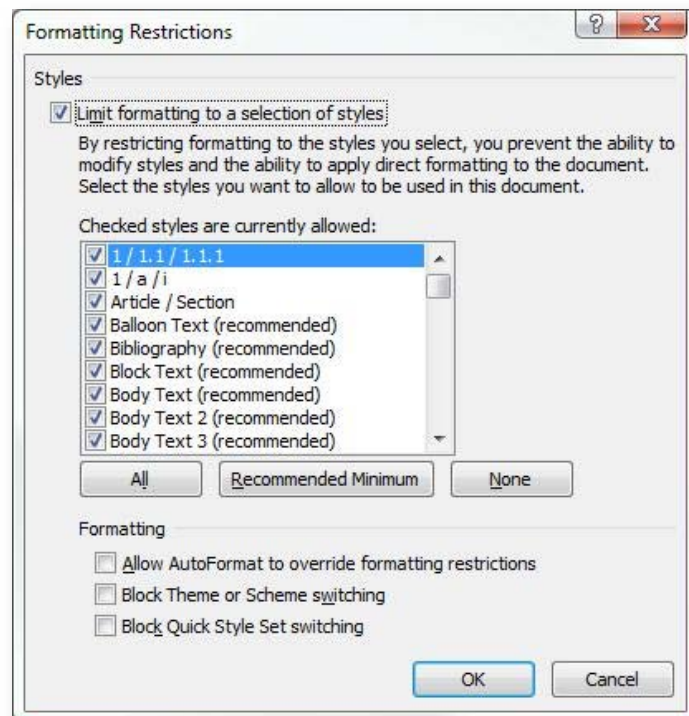 Formatting Restrictions
Styles
Limit formatting to a selection of styles
By restricting formatting to the styles you select, you prevent the ability to
modify styles and the ability to apply direct formatting to the document.
Select the styles you want to allow to be used in this document.
Checked styles are currently allowed:
1 / 1.1 / 1.1.1
1 / a / i
Article / Section
Balloon Text (recommended)
Bibliography (recommended)
Block Text (recommended)
Body Text (recommended)
Body Text 2 (recommended)
Body Text 3 (recommended)
All Recommended Minimum None
Formatting
Allow AutoFormat to override formatting restrictions
Block Theme or Scheme switching
Block Quick Style Set switching
OK Cancel